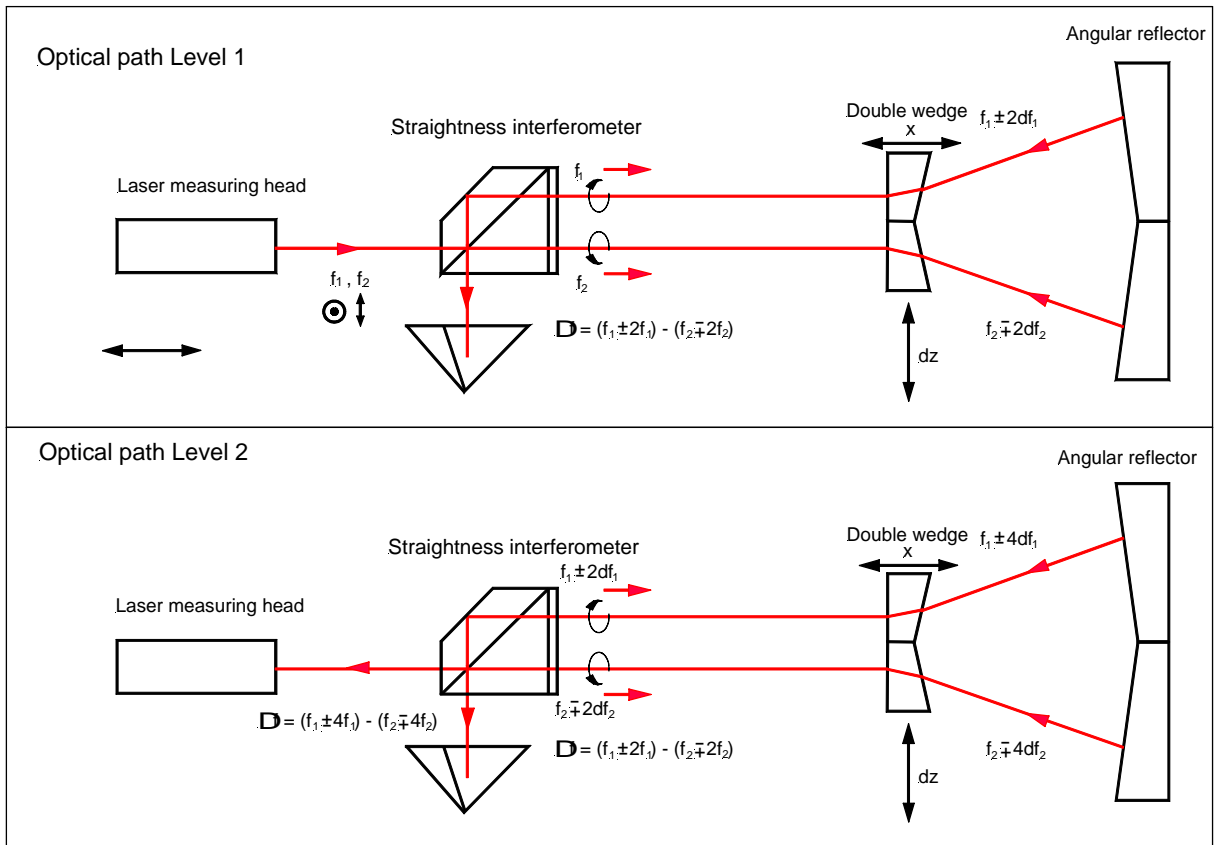 Optical path Level 1
Angular reflector
Double wedge
x
f₁±2df₁
Straightness interferometer
Laser measuring head
f₁
f₁ , f₂
f₂
= (f₁±2f₁) - (f₂∓2f₂)
f₂∓2df₂
dz
Optical path Level 2
Angular reflector
Double wedge
x
f₁±4df₁
Straightness interferometer
f₁±2df₁
Laser measuring head
f₂∓2df₂
= (f₁±4f₁) - (f₂∓4f₂)
= (f₁±2f₁) - (f₂∓2f₂)
f₂∓4df₂
dz